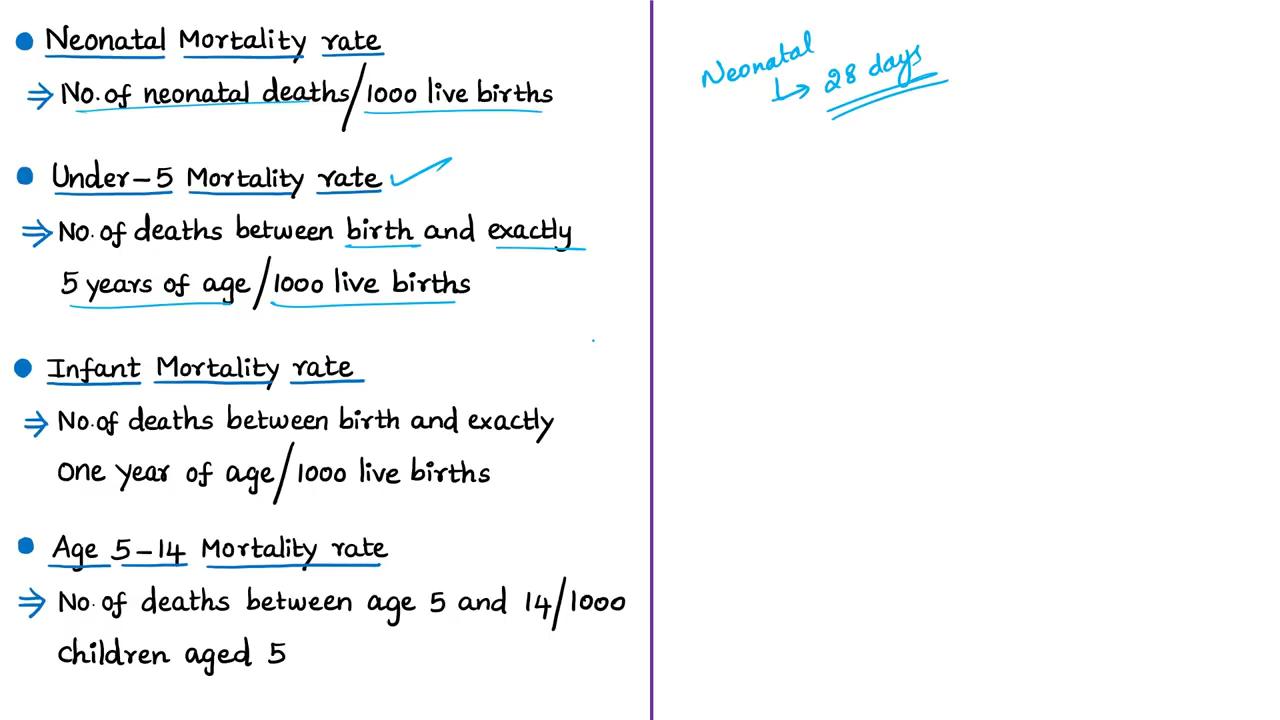 Neonatal Mortality rate
⇒ No. of neonatal deaths/1000 live births
Under-5 Mortality rate
⇒ No. of deaths between birth and exactly
5 years of age/1000 live births
Infant Mortality rate
⇒ No. of deaths between birth and exactly
One year of age/1000 live births
Age 5-14 Mortality rate
⇒ No. of deaths between age 5 and 14/1000
children aged 5
Neonatal
↳ 28 days